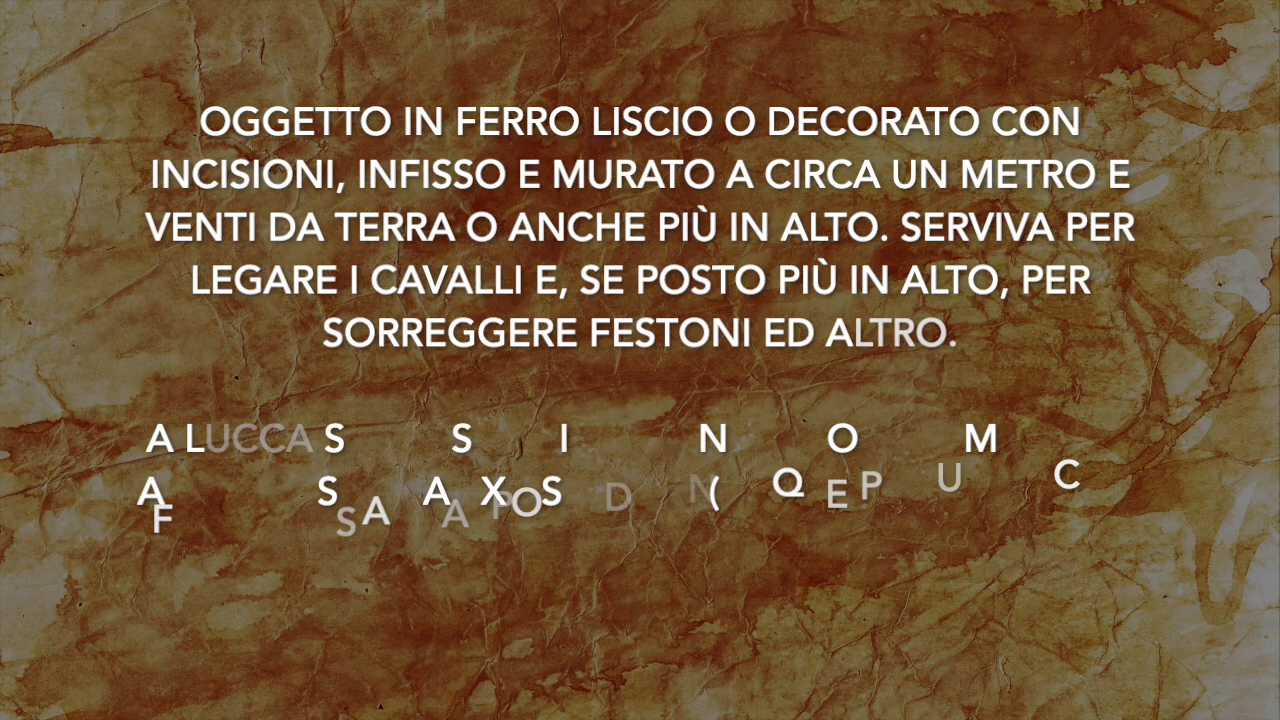 OGGETTO IN FERRO LISCIO O DECORATO CON
INCISIONI, INFISSO E MURATO A CIRCA UN METRO E
VENTI DA TERRA O ANCHE PIÙ IN ALTO. SERVIVA PER
LEGARE I CAVALLI E, SE POSTO PIÙ IN ALTO, PER
SORREGGERE FESTONI ED ALTRO.
A LUCCA S S I N O M